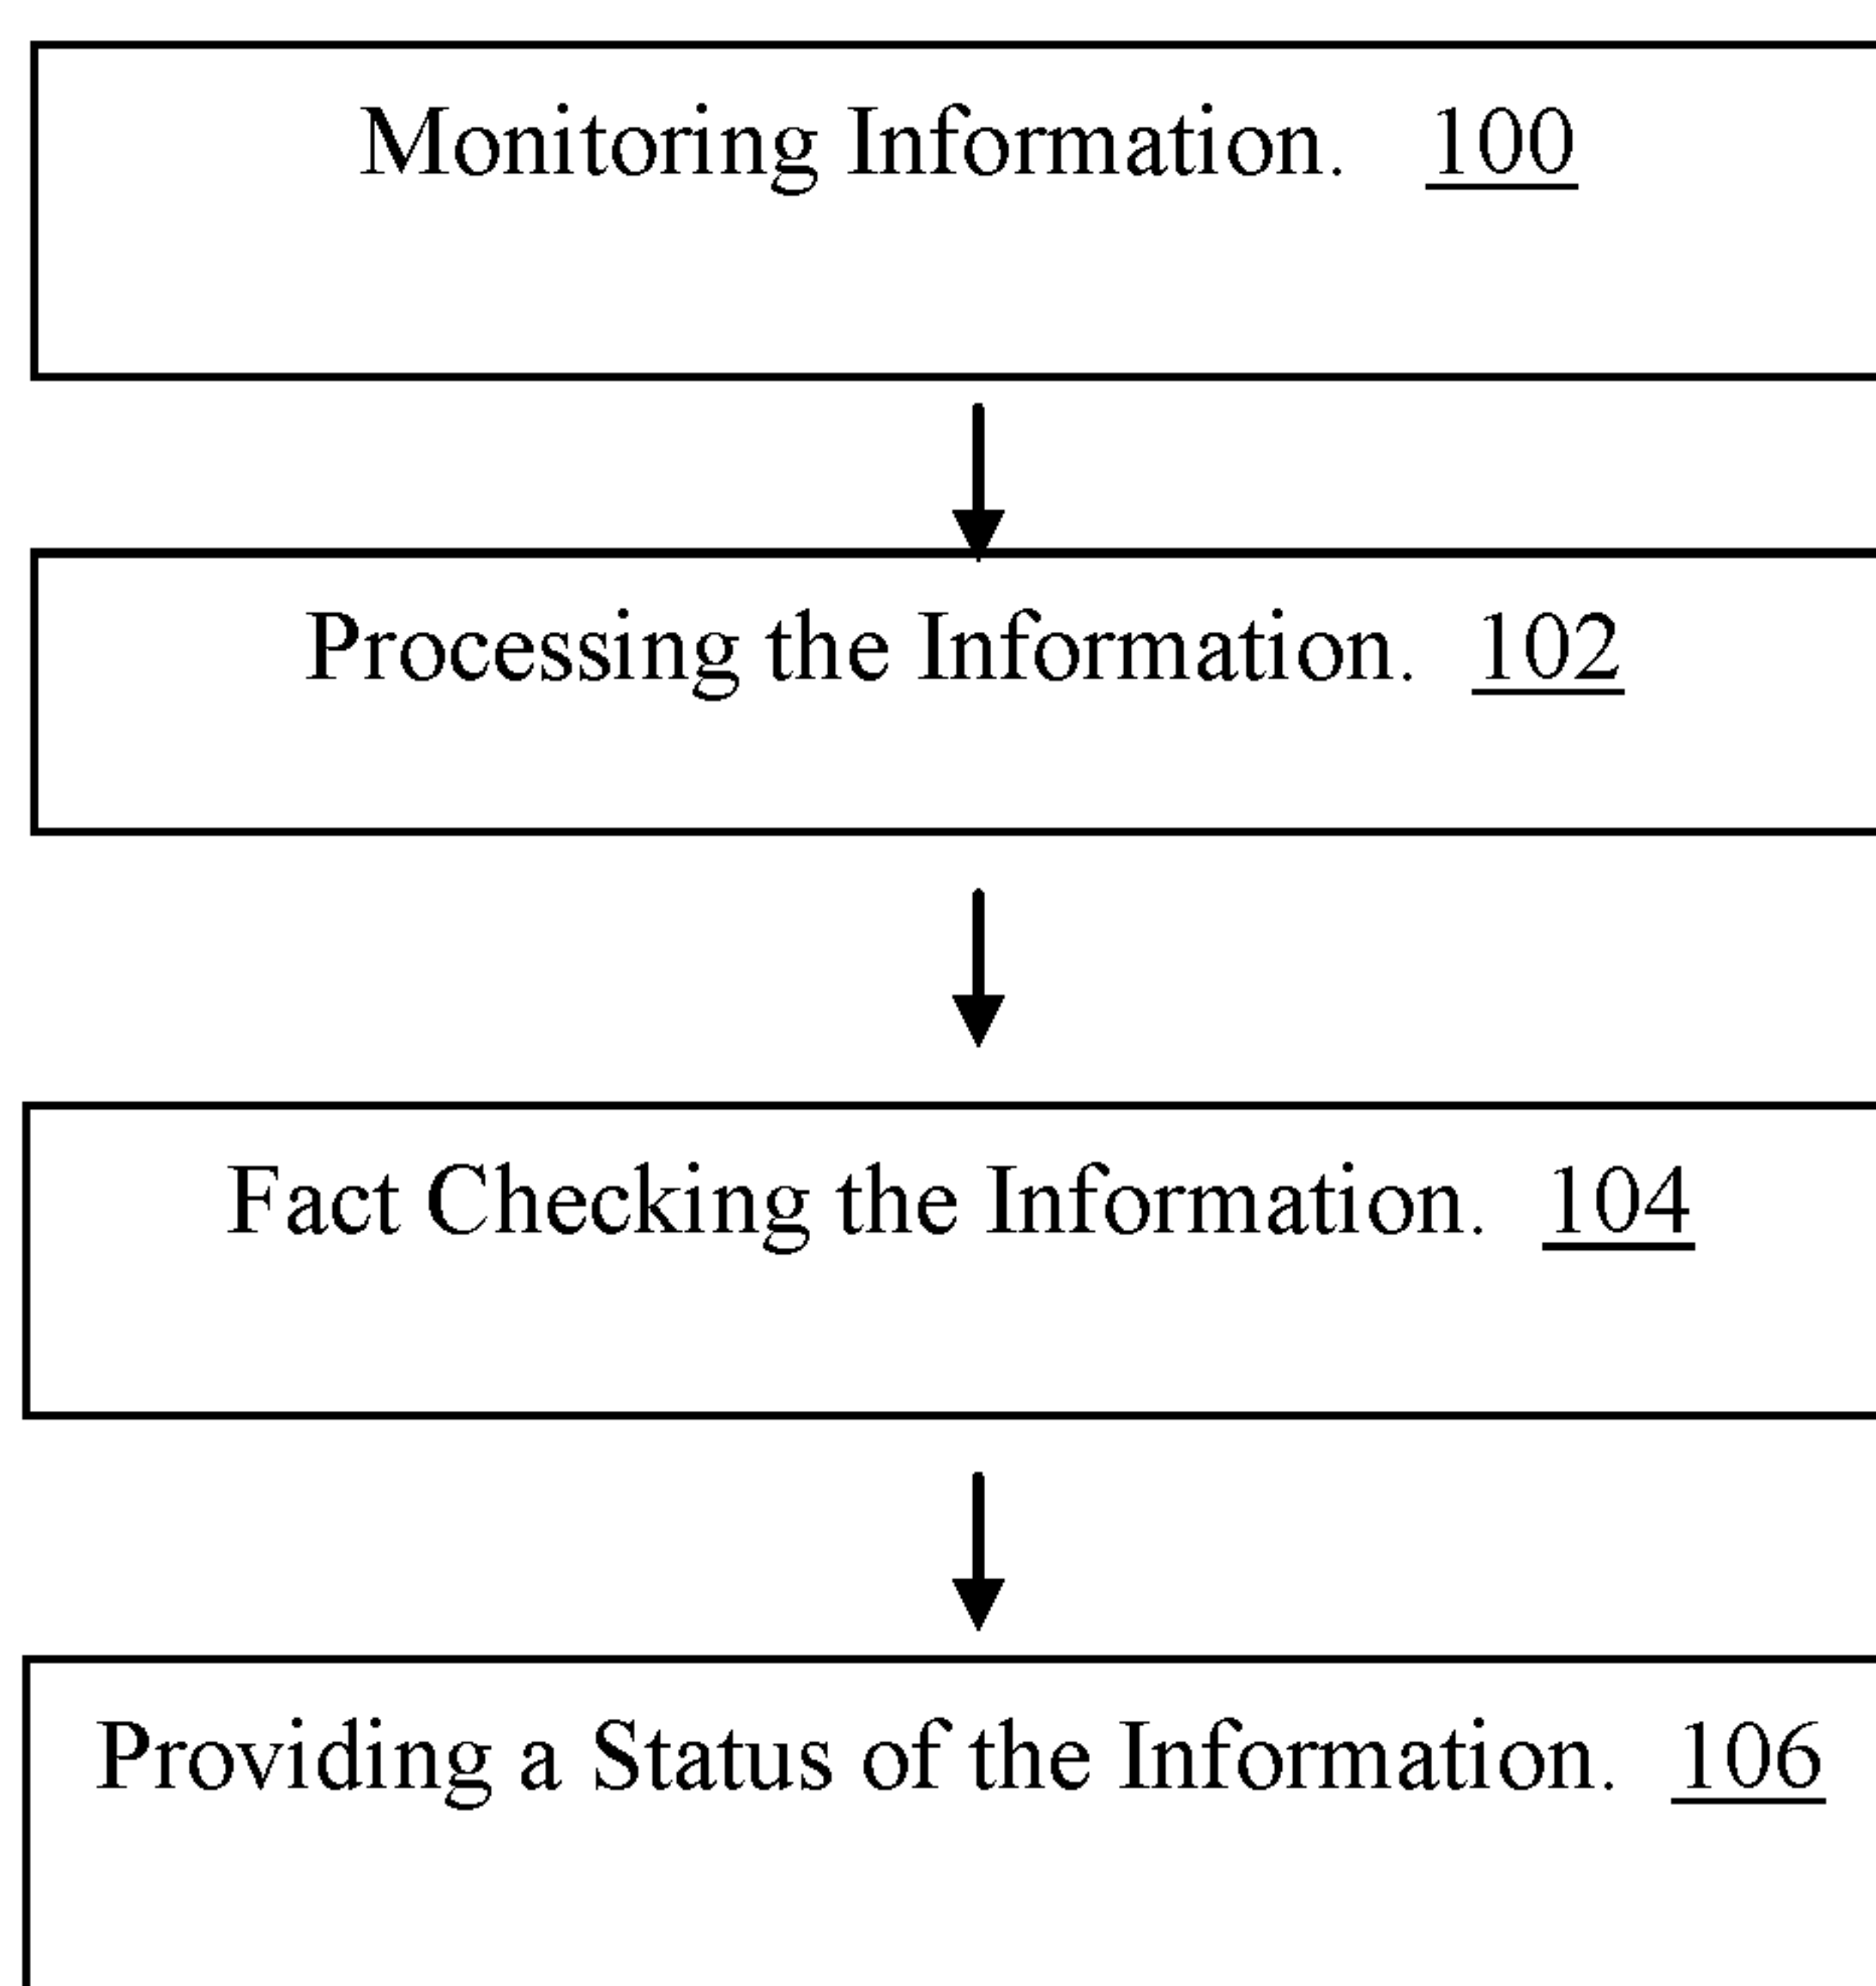 Monitoring Information. 100
Processing the Information. 102
Fact Checking the Information. 104
Providing a Status of the Information. 106